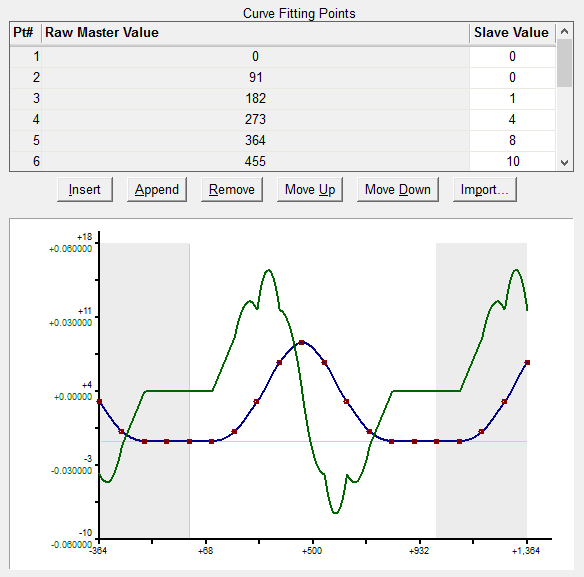 Curve Fitting Points
Pt# Raw Master Value Slave Value
1 0 0
2 91 0
3 182 1
4 273 4
5 364 8
6 455 10
Insert Append Remove Move Up Move Down Import...
+18
+0.060000
+11
+0.030000
+4
+0.00000
-3
-0.030000
-10
-0.060000
-364 +68 +500 +932 +1,364